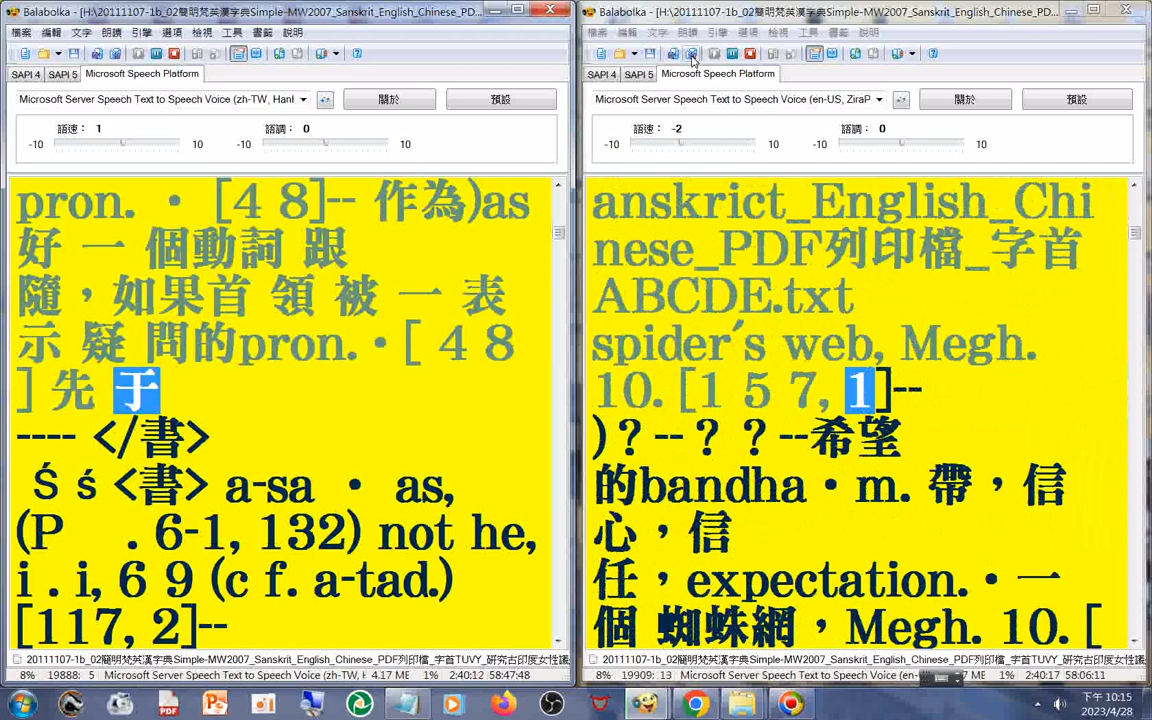 Balabolka - [H:\20111107-1b_02簡明梵英漢字典Simple-MW2007_Sanskrit_English_Chinese_PD...
檔案 編輯 文字 朗讀 引擎 選項 檢視 工具 書籤 說明
SAPI 4 SAPI 5 Microsoft Speech Platform
Microsoft Server Speech Text to Speech Voice (zh-TW, HanI 關於 預設
語速: 1 語調: 0
-10 10 -10 10
pron. · [4 8]-- 作為)as
好 一 個動詞 跟
隨,如果首 領 被 一 表
示 疑 問的pron.·[ 4 8
] 先 于
---- </書>
Ś ś <書> a-sa · as,
(P . 6-1, 132) not he,
i . i, 6 9 (c f. a-tad.)
[117, 2]--
20111107-1b_02簡明梵英漢字典Simple-MW2007_Sanskrit_English_Chinese_PDF列印檔_字首TUVY_研究古印度女性議
8% 19888: 5 Microsoft Server Speech Text to Speech Voice (zh-TW, H 4.17 ME 1% 2:40:12 58:47:48
Balabolka - [H:\20111107-1b_02簡明梵英漢字典Simple-MW2007_Sanskrit_English_Chinese_PD...
檔案 編輯 文字 朗讀 引擎 選項 檢視 工具 書籤 說明
SAPI 4 SAPI 5 Microsoft Speech Platform
Microsoft Server Speech Text to Speech Voice (en-US, ZiraP 關於 預設
語速: -2 語調: 0
-10 10 -10 10
anskrict_English_Chi
nese_PDF列印檔_字首
ABCDE.txt
spider's web, Megh.
10. [1 5 7, 1]--
)？--？ ？--希望
的bandha·m. 帶,信
心,信
任,expectation.·一
個 蜘蛛網,Megh. 10. [
20111107-1b_02簡明梵英漢字典Simple-MW2007_Sanskrit_English_Chinese_PDF列印檔_字首TUVY_研究古印度女性議
8% 19909: 13 Microsoft Server Speech Text to Speech Voice (en- 4.17 MB 1% 2:40:17 58:06:11
下午 10:15
2023/4/28